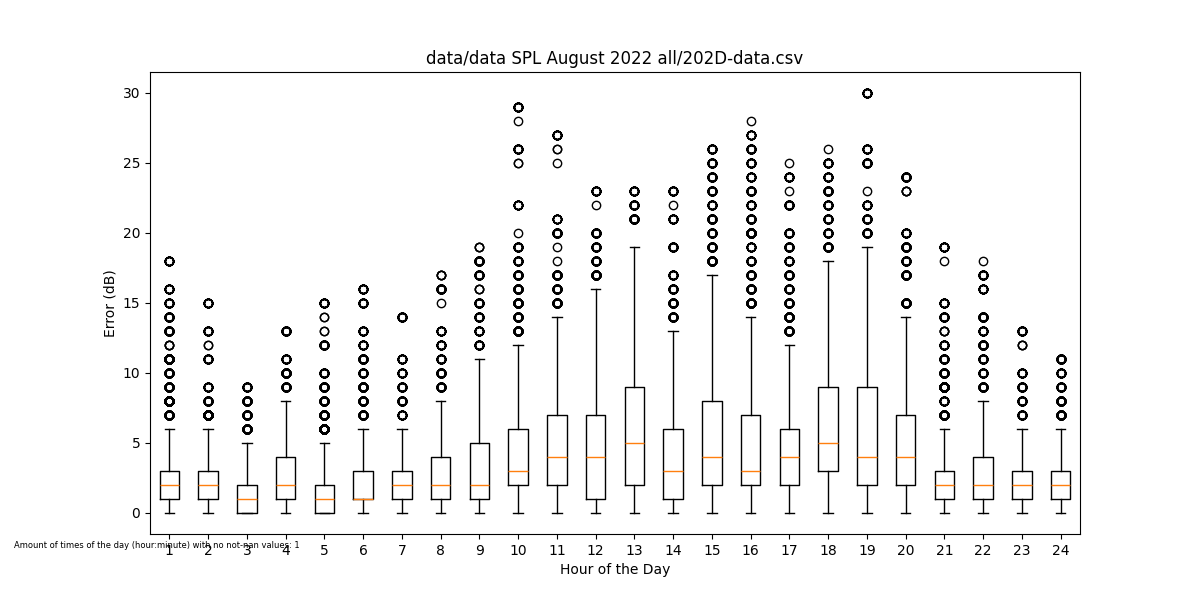 data/data SPL August 2022 all/202D-data.csv
Error (dB)
30
25
20
15
10
5
0
1 2 3 4 5 6 7 8 9 10 11 12 13 14 15 16 17 18 19 20 21 22 23 24
Amount of times of the day (hour:minute) with no not-nan values: 1
Hour of the Day